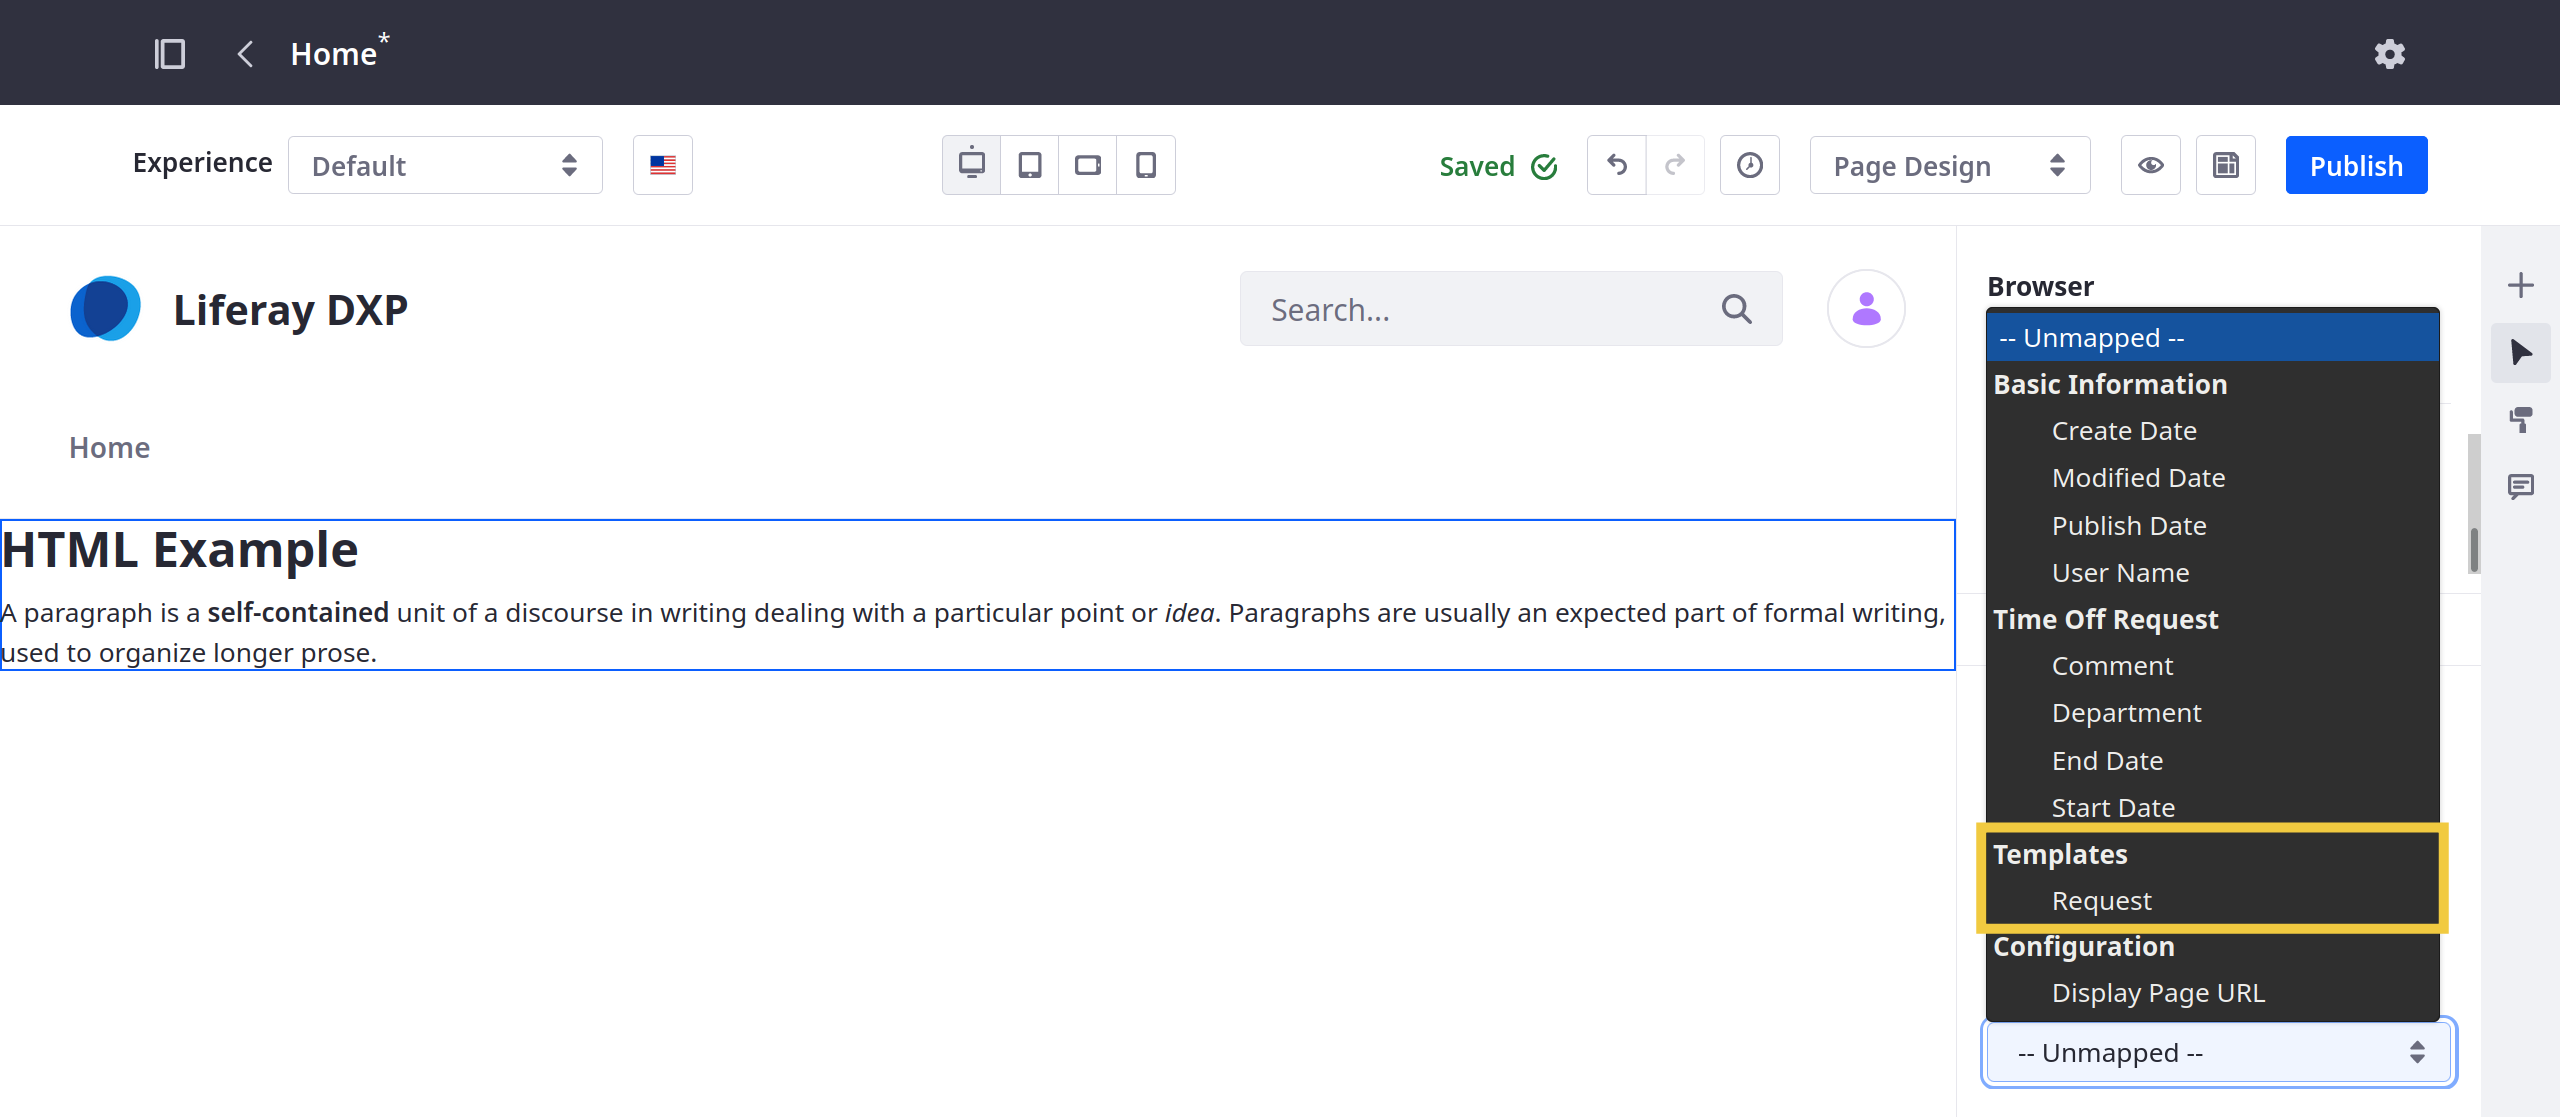 Home*
Experience Default Saved Page Design Publish
Liferay DXP Search...
Home
HTML Example
A paragraph is a self-contained unit of a discourse in writing dealing with a particular point or idea. Paragraphs are usually an expected part of formal writing,
used to organize longer prose.
Browser
-- Unmapped --
Basic Information
Create Date
Modified Date
Publish Date
User Name
Time Off Request
Comment
Department
End Date
Start Date
Templates
Request
Configuration
Display Page URL
-- Unmapped --